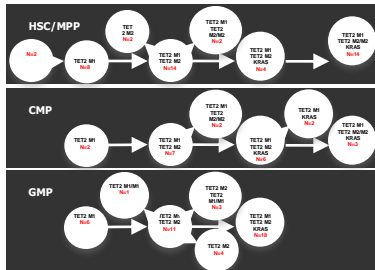 HSC/MPP
N=2
TET2 M1
N=8
TET
2 M2
N=2
TET2 M1
TET2 M2
N=14
TET2 M1
TET2
M2/M2
N=2
TET2 M1
TET2 M2
KRAS
N=4
TET2 M1
TET2 M2/M2
KRAS
N=14
CMP
TET2 M1
N=2
TET2 M1
TET2 M2
N=7
TET2 M1
TET2
M2/M2
N=2
TET2 M1
TET2 M2
KRAS
N=6
TET2 M1
KRAS
N=2
TET2 M1
TET2 M2/M2
KRAS
N=3
GMP
TET2 M1
N=6
TET2 M1/M1
N=1
TET2 M1
TET2 M2
N=11
TET2 M2
TET2
M1/M1
N=3
TET2 M2
N=4
TET2 M1
TET2 M2
KRAS
N=18